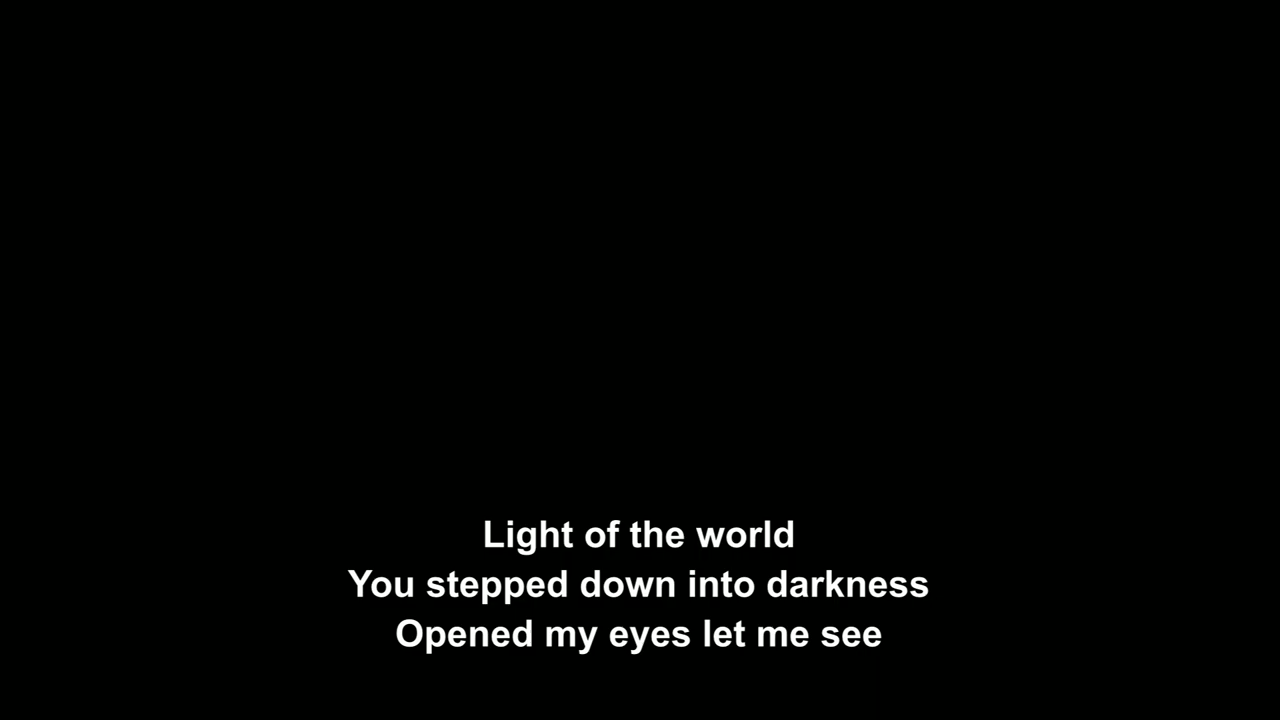 Light of the world
You stepped down into darkness
Opened my eyes let me see